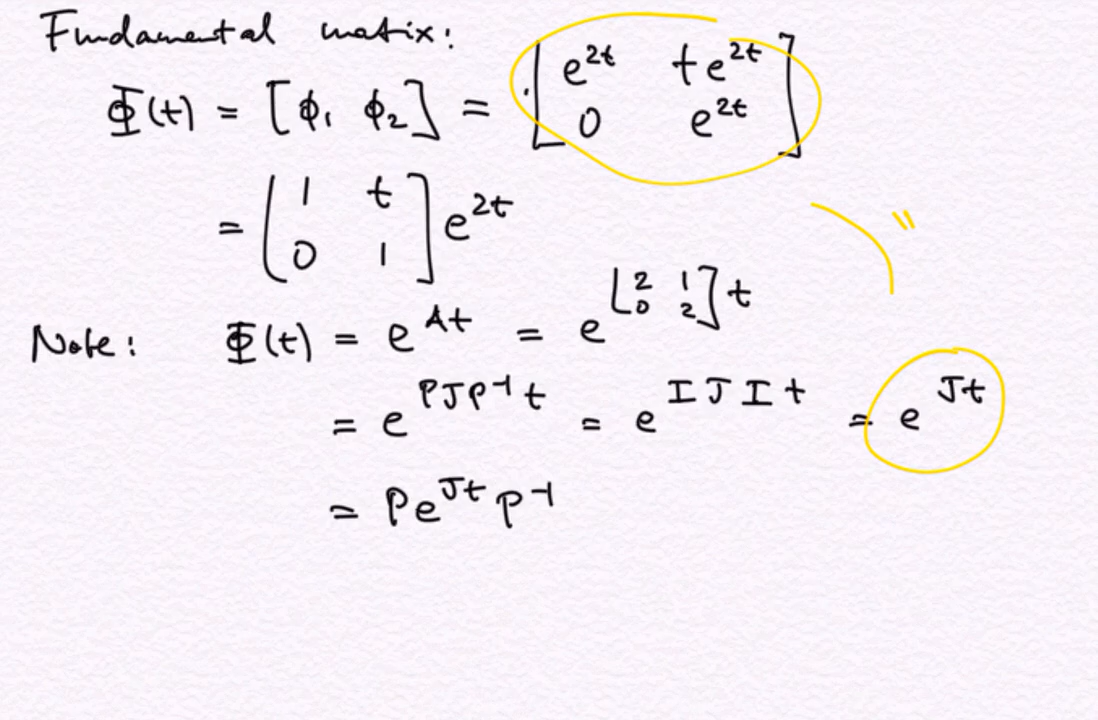 Fundamental matrix:
Φ(t) = [ϕ₁ ϕ₂] = [e^{2t} te^{2t}; 0 e^{2t}]
= [1 t; 0 1] e^{2t}
"
Note: Φ(t) = e^{At} = e^{[2 1; 0 2]t}
= e^{PJP^{-1}t} = e^{IJIt} = e^{Jt}
= Pe^{Jt}P^{-1}